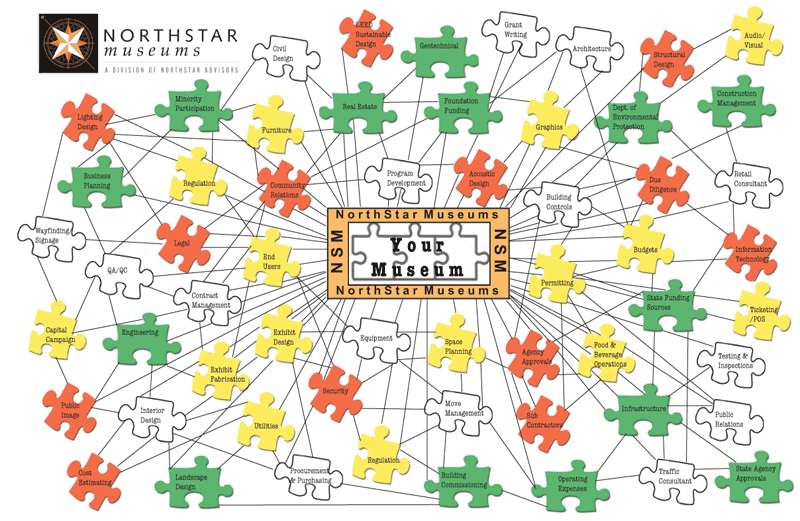 NORTHSTAR
museums
A DIVISION OF NORTHSTAR ADVISORS
Civil
Design
LEED
Sustainable
Design
Geotechnical
Grant
Writing
Architecture
Structural
Design
Audio/
Visual
Lighting
Design
Minority
Participation
Furniture
Real Estate
Foundation
Funding
Graphics
Dept. of
Environmental
Protection
Construction
Management
Business
Planning
Regulation
Community
Relations
Program
Development
Acoustic
Design
Building
Controls
Due
Diligence
Retail
Consultant
Wayfinding
Signage
Legal
QA/QC
End
Users
Contract
Management
NorthStar Museums
NSM
Your
Museum
NSM
NorthStar Museums
Permitting
Budgets
Information
Technology
State Funding
Sources
Ticketing
/POS
Capital
Campaign
Engineering
Exhibit
Design
Exhibit
Fabrication
Equipment
Space
Planning
Agency
Approvals
Food &
Beverage
Operations
Testing &
Inspections
Public
Image
Interior
Design
Utilities
Security
Move
Management
Sub
Contractors
Infrastructure
Public
Relations
Cost
Estimating
Landscape
Design
Procurement
& Purchasing
Regulation
Building
Commissioning
Operating
Expenses
Traffic
Consultant
State Agency
Approvals